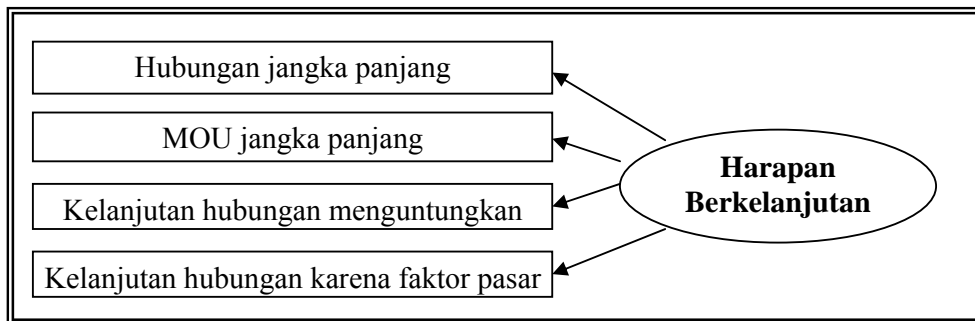 Hubungan jangka panjang
MOU jangka panjang
Kelanjutan hubungan menguntungkan
Kelanjutan hubungan karena faktor pasar
Harapan
Berkelanjutan